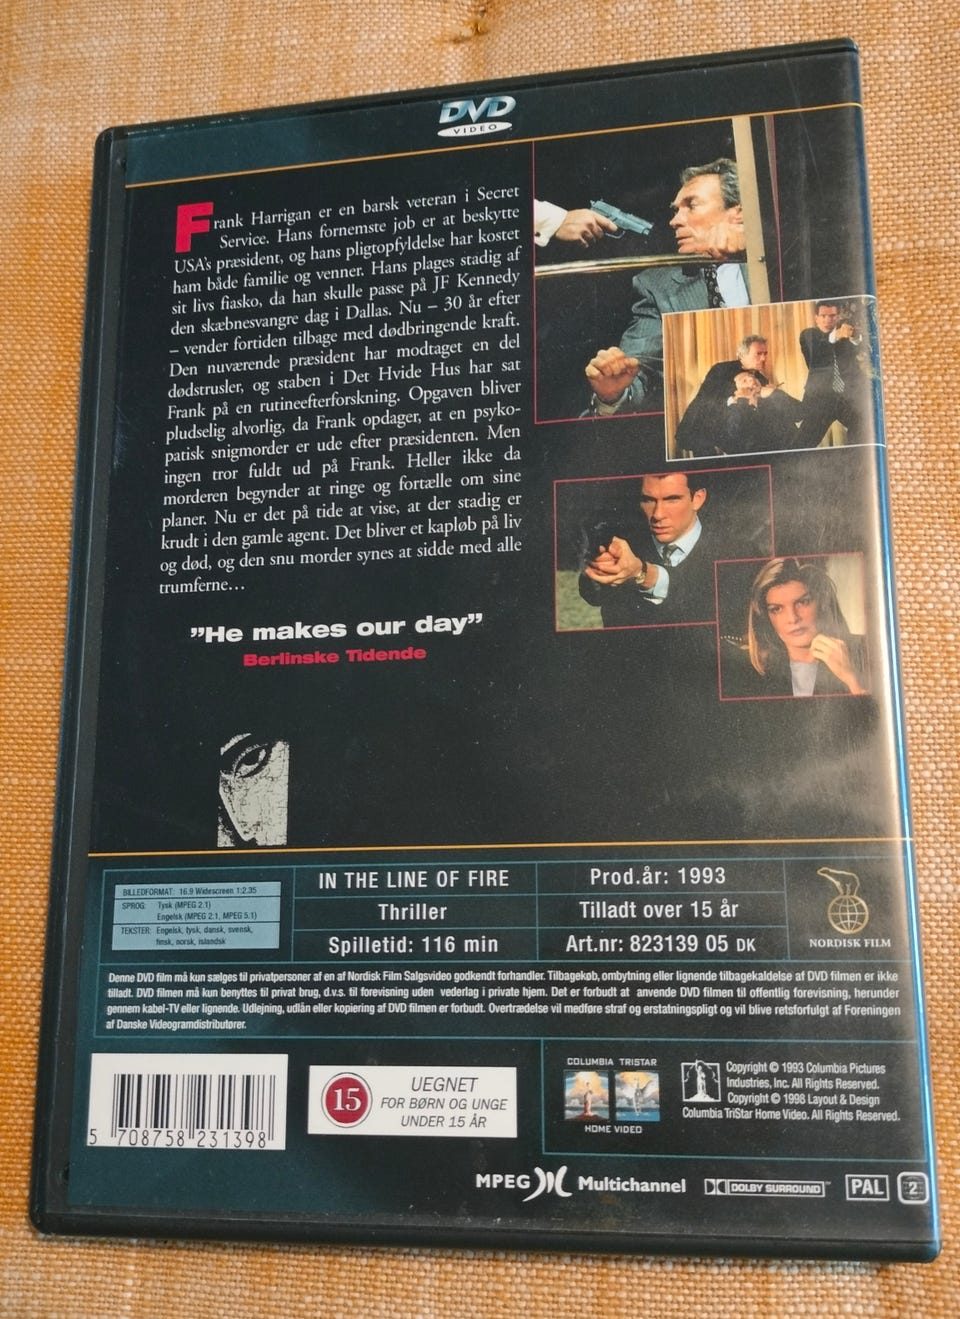 DVD
VIDEO
Frank Harrigan er en barsk veteran i Secret
Service. Hans fornemste job er at beskytte
USA's præsident, og hans pligtopfyldelse har kostet
ham både familie og venner. Hans plages stadig af
sit livs fiasko, da han skulle passe på JF Kennedy
den skæbnesvangre dag i Dallas. Nu – 30 år efter
– vender fortiden tilbage med dødbringende kraft.
Den nuværende præsident har modtaget en del
dødstrusler, og staben i Det Hvide Hus har sat
Frank på en rutineefterforskning. Opgaven bliver
pludselig alvorlig, da Frank opdager, at en psyko-
patisk snigmorder er ude efter præsidenten. Men
ingen tror fuldt ud på Frank. Heller ikke da
morderen begynder at ringe og fortælle om sine
planer. Nu er det på tide at vise, at der stadig er
krudt i den gamle agent. Det bliver et kapløb på liv
og død, og den snu morder synes at sidde med alle
trumferne...
"He makes our day"
Berlinske Tidende
BILLEDFORMAT: 16.9 Widescreen 1:2.35
SPROG: Tysk (MPEG 2.1)
Engelsk (MPEG 2.1, MPEG 5.1)
TEKSTER: Engelsk, tysk, dansk, svensk,
finsk, norsk, islandsk
IN THE LINE OF FIRE
Thriller
Spilletid: 116 min
Prod.år: 1993
Tilladt over 15 år
Art.nr: 823139 05 DK
NORDISK FILM
Denne DVD film må kun sælges til privatpersoner af en af Nordisk Film Salgsvideo godkendt forhandler. Tilbagekøb, ombytning eller lignende tilbagekaldelse af DVD filmen er ikke
tilladt. DVD filmen må kun benyttes til privat brug, d.v.s. til forevisning uden vederlag i private hjem. Det er forbudt at anvende DVD filmen til offentlig forevisning, herunder
gennem kabel-TV eller lignende. Udlejning, udlån eller kopiering af DVD filmen er forbudt. Overtrædelse vil medføre straf og erstatningspligt og vil blive retsforfulgt af Foreningen
af Danske Videogramdistributører.
5 708758 231398
15
UEGNET
FOR BØRN OG UNGE
UNDER 15 ÅR
COLUMBIA TRISTAR
HOME VIDEO
Copyright © 1993 Columbia Pictures
Industries, Inc. All Rights Reserved.
Copyright © 1998 Layout & Design
Columbia TriStar Home Video. All Rights Reserved.
MPEG Multichannel
DOLBY SURROUND
PAL
2